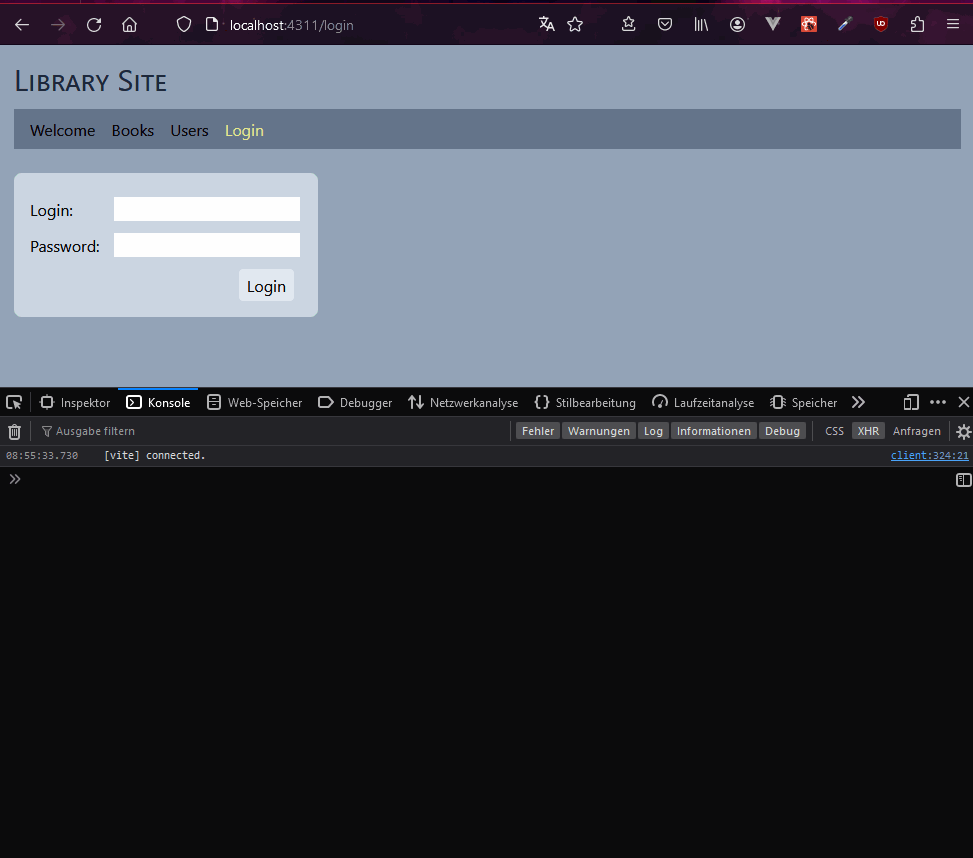 localhost:4311/login
Library Site
Welcome Books Users Login
Login:
Password:
Login
Inspektor Konsole Web-Speicher Debugger Netzwerkanalyse Stilbearbeitung Laufzeitanalyse Speicher
Ausgabe filtern Fehler Warnungen Log Informationen Debug CSS XHR Anfragen
08:55:33.730 [vite] connected. client:324:21